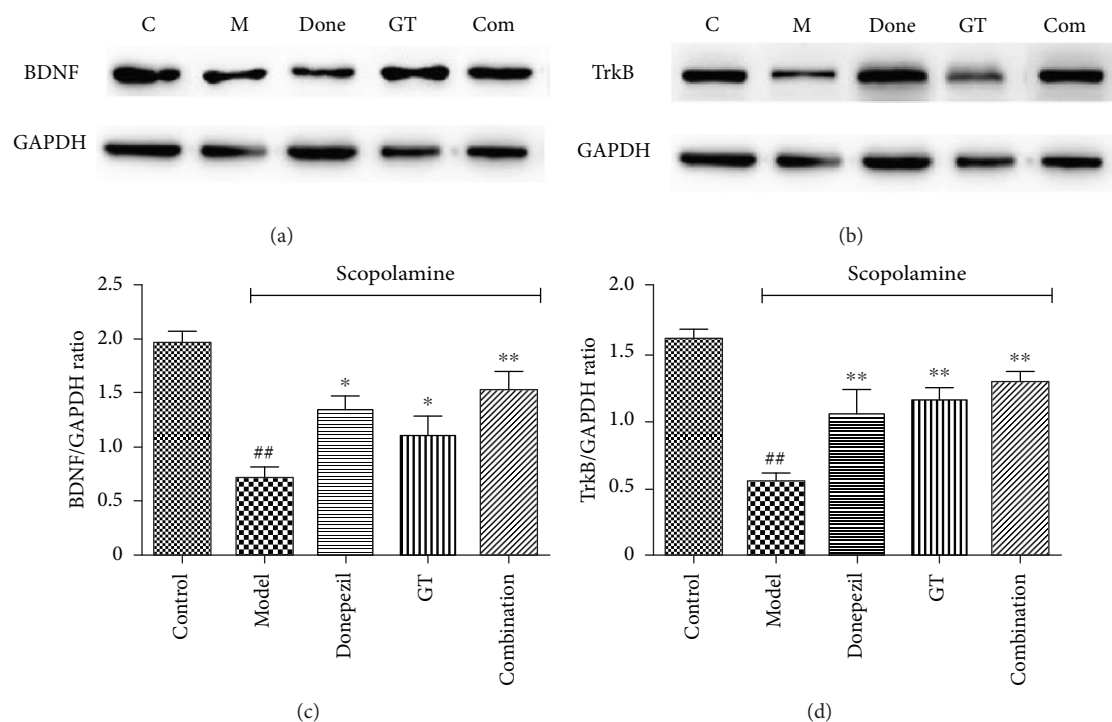 C M Done GT Com
BDNF
GAPDH
(a)
C M Done GT Com
TrkB
GAPDH
(b)
Scopolamine
BDNF/GAPDH ratio
2.5
2.0
1.5
1.0
0.5
0
##
*
*
**
Control
Model
Donepezil
GT
Combination
(c)
Scopolamine
TrkB/GAPDH ratio
2.0
1.5
1.0
0.5
0
##
**
**
**
Control
Model
Donepezil
GT
Combination
(d)